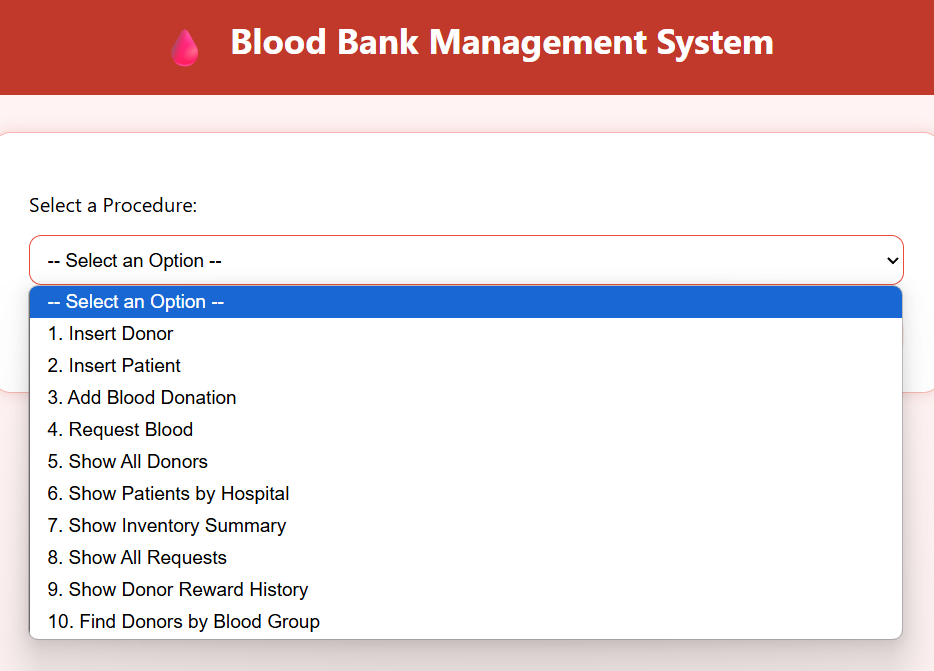 Blood Bank Management System
Select a Procedure:
-- Select an Option --
-- Select an Option --
1. Insert Donor
2. Insert Patient
3. Add Blood Donation
4. Request Blood
5. Show All Donors
6. Show Patients by Hospital
7. Show Inventory Summary
8. Show All Requests
9. Show Donor Reward History
10. Find Donors by Blood Group